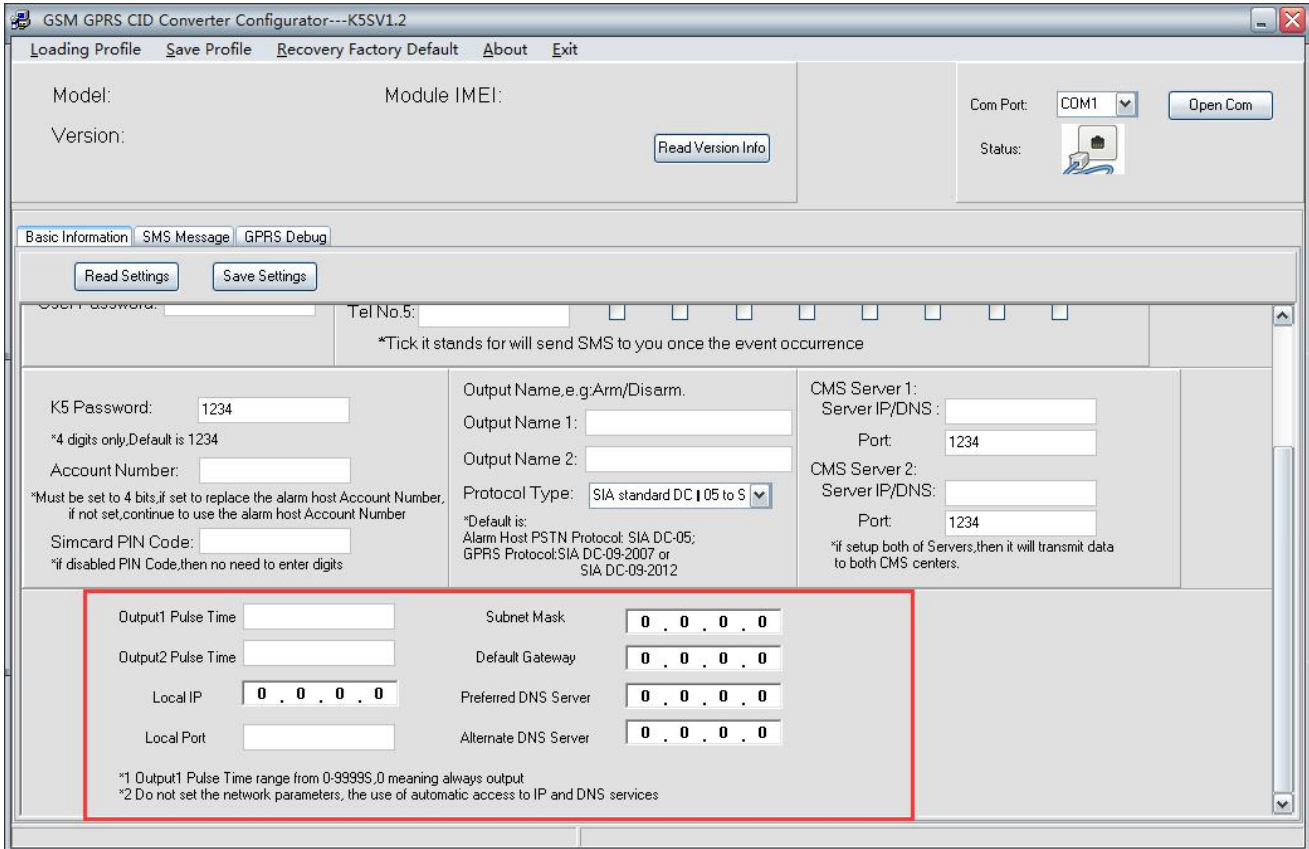 GSM GPRS CID Converter Configurator---K5SV1.2
Loading Profile Save Profile Recovery Factory Default About Exit
Model:
Module IMEI:
Version:
Read Version Info
Com Port:
COM1
Open Com
Status:
Basic Information SMS Message GPRS Debug
Read Settings Save Settings
User Password:
Tel No.5:
*Tick it stands for will send SMS to you once the event occurrence
K5 Password: 1234
*4 digits only,Default is 1234
Account Number:
*Must be set to 4 bits,if set to replace the alarm host Account Number,
if not set,continue to use the alarm host Account Number
Simcard PIN Code:
*if disabled PIN Code,then no need to enter digits
Output Name,e.g:Arm/Disarm.
Output Name 1:
Output Name 2:
Protocol Type: SIA standard DC 05 to S
*Default is:
Alarm Host PSTN Protocol: SIA DC-05;
GPRS Protocol:SIA DC-09-2007 or
SIA DC-09-2012
CMS Server 1:
Server IP/DNS :
Port: 1234
CMS Server 2:
Server IP/DNS:
Port: 1234
*if setup both of Servers,then it will transmit data
to both CMS centers.
Output1 Pulse Time
Output2 Pulse Time
Local IP 0 . 0 . 0 . 0
Local Port
Subnet Mask 0 . 0 . 0 . 0
Default Gateway 0 . 0 . 0 . 0
Preferred DNS Server 0 . 0 . 0 . 0
Alternate DNS Server 0 . 0 . 0 . 0
*1 Output1 Pulse Time range from 0-9999S,0 meaning always output
*2 Do not set the network parameters, the use of automatic access to IP and DNS services